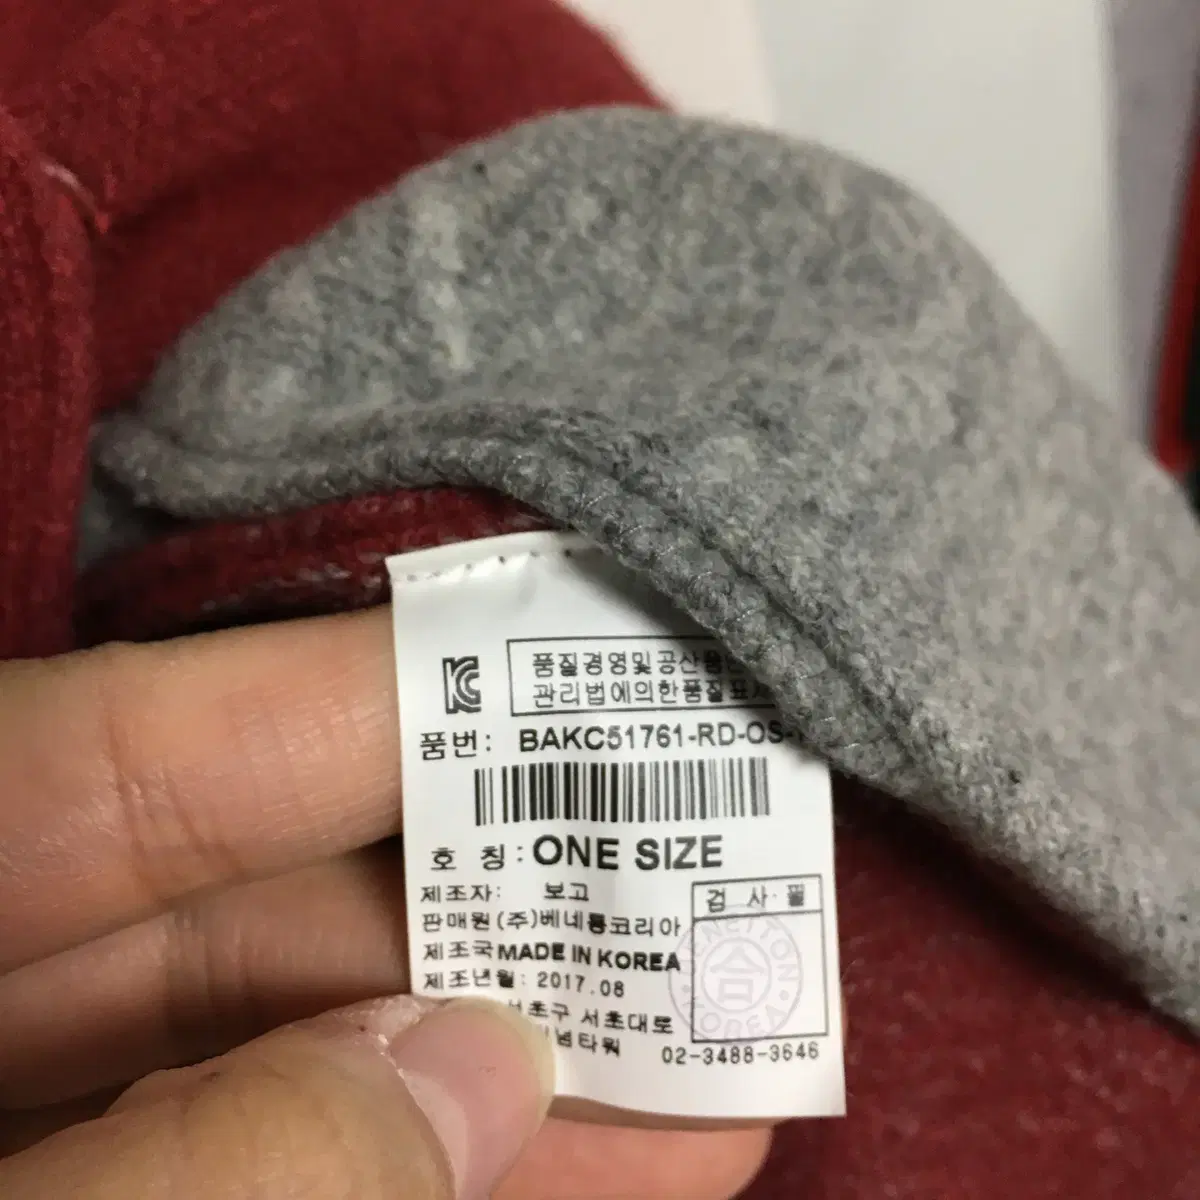 품질경영및공산품안
관리법에의한품질표시
품번: BAKC51761-RD-OS-
호 칭: ONE SIZE
제조자: 보고
검 사 필
판매원 (주)베네통코리아
제조국 MADE IN KOREA
제조년월: 2017.08
BENETTON KOREA
合
서초구 서초대로
타워 02-3488-3646